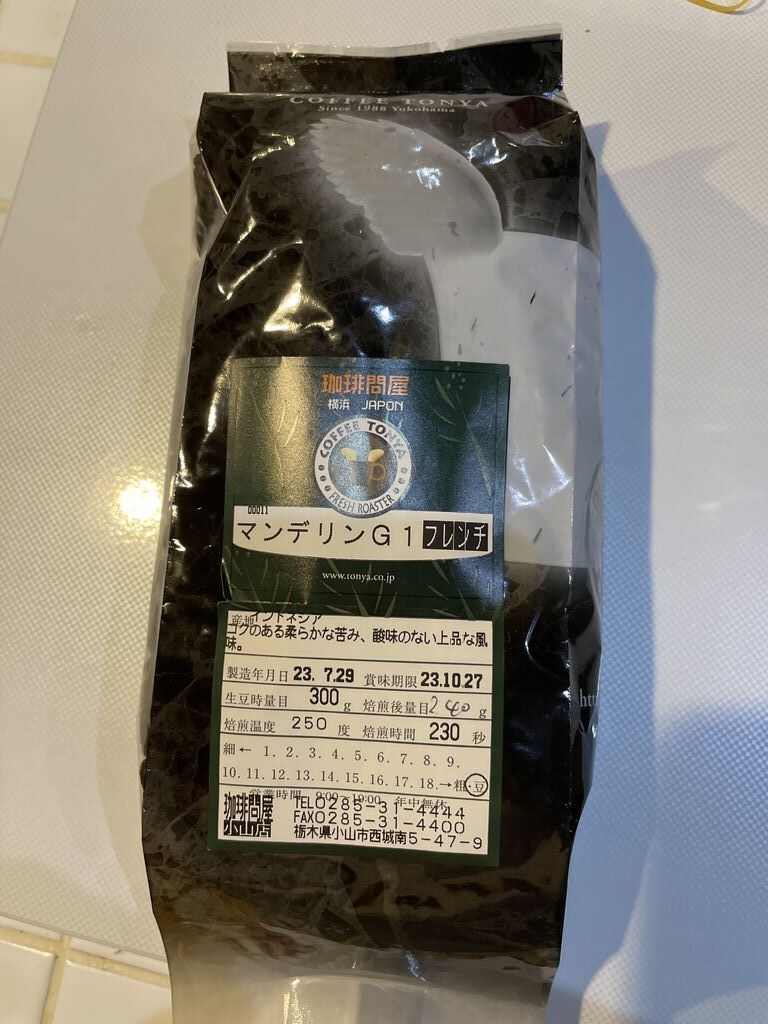 COFFEE TONYA
Since 1988 Yokohama
珈琲問屋
横浜 JAPON
COFFEE TONYA
FRESH ROASTER
00011
マンデリンG1 フレンチ
www.tonya.co.jp
産地 インドネシア
コクのある柔らかな苦み、酸味のない上品な風
味。
製造年月日 23. 7.29 賞味期限 23.10.27
生豆時量目 300 g 焙煎後量目 240 g
焙煎温度 250 度 焙煎時間 230 秒
細← 1. 2. 3. 4. 5. 6. 7. 8. 9.
10. 11. 12. 13. 14. 15. 16. 17. 18.→粗・豆
営業時間 9:00~19:00 年中無休
珈琲問屋
小山店
TEL0285-31-4444
FAX0285-31-4400
栃木県小山市西城南5-47-9